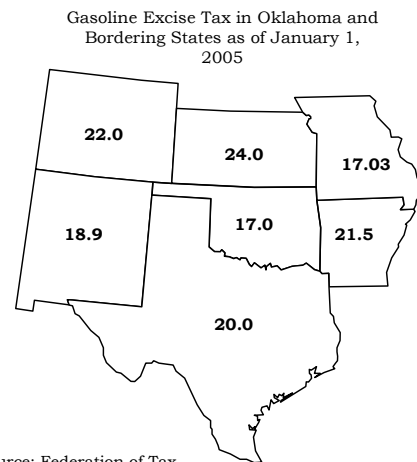 Gasoline Excise Tax in Oklahoma and
Bordering States as of January 1,
2005
22.0
24.0
17.03
18.9
17.0
21.5
20.0
Federation of Tax